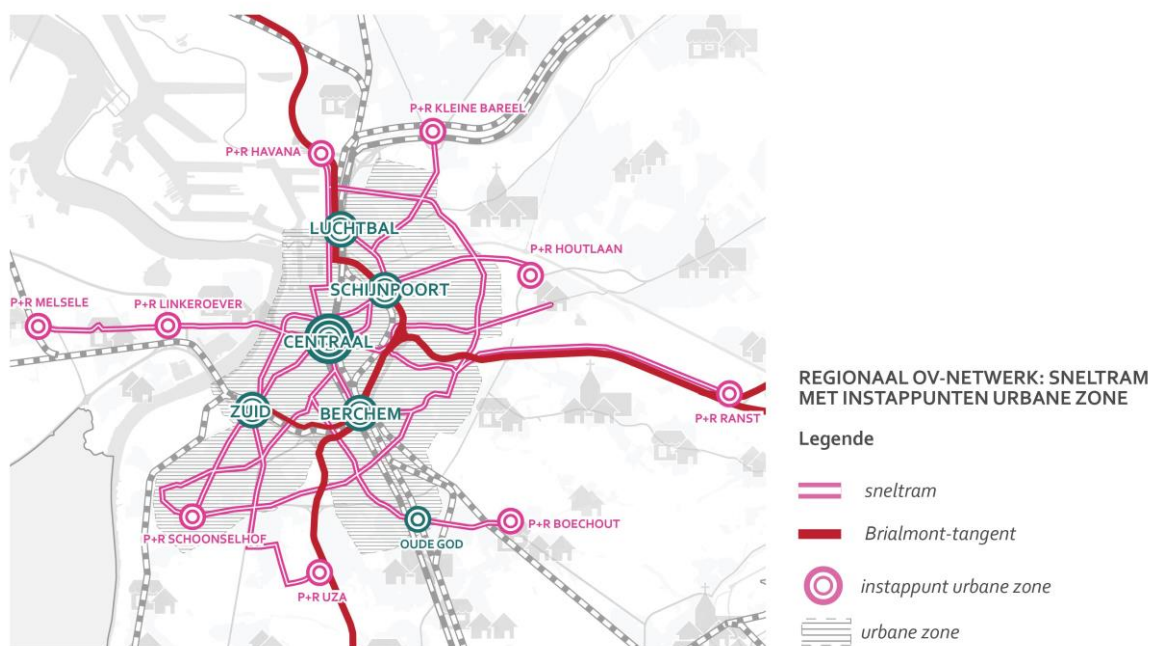 P+R KLEINE BAREEL
P+R HAVANA
LUCHTBAL
P+R HOUTLAAN
SCHIJNPOORT
P+R MELSELE
P+R LINKEROEVER
CENTRAAL
P+R RANST
ZUID
BERCHEM
P+R SCHOONSELHOF
OUDE GOD
P+R BOECHOUT
P+R UZA
REGIONAAL OV-NETWERK: SNELTRAM
MET INSTAPPUNTEN URBANE ZONE
Legende
sneltram
Brialmont-tangent
instappunt urbane zone
urbane zone